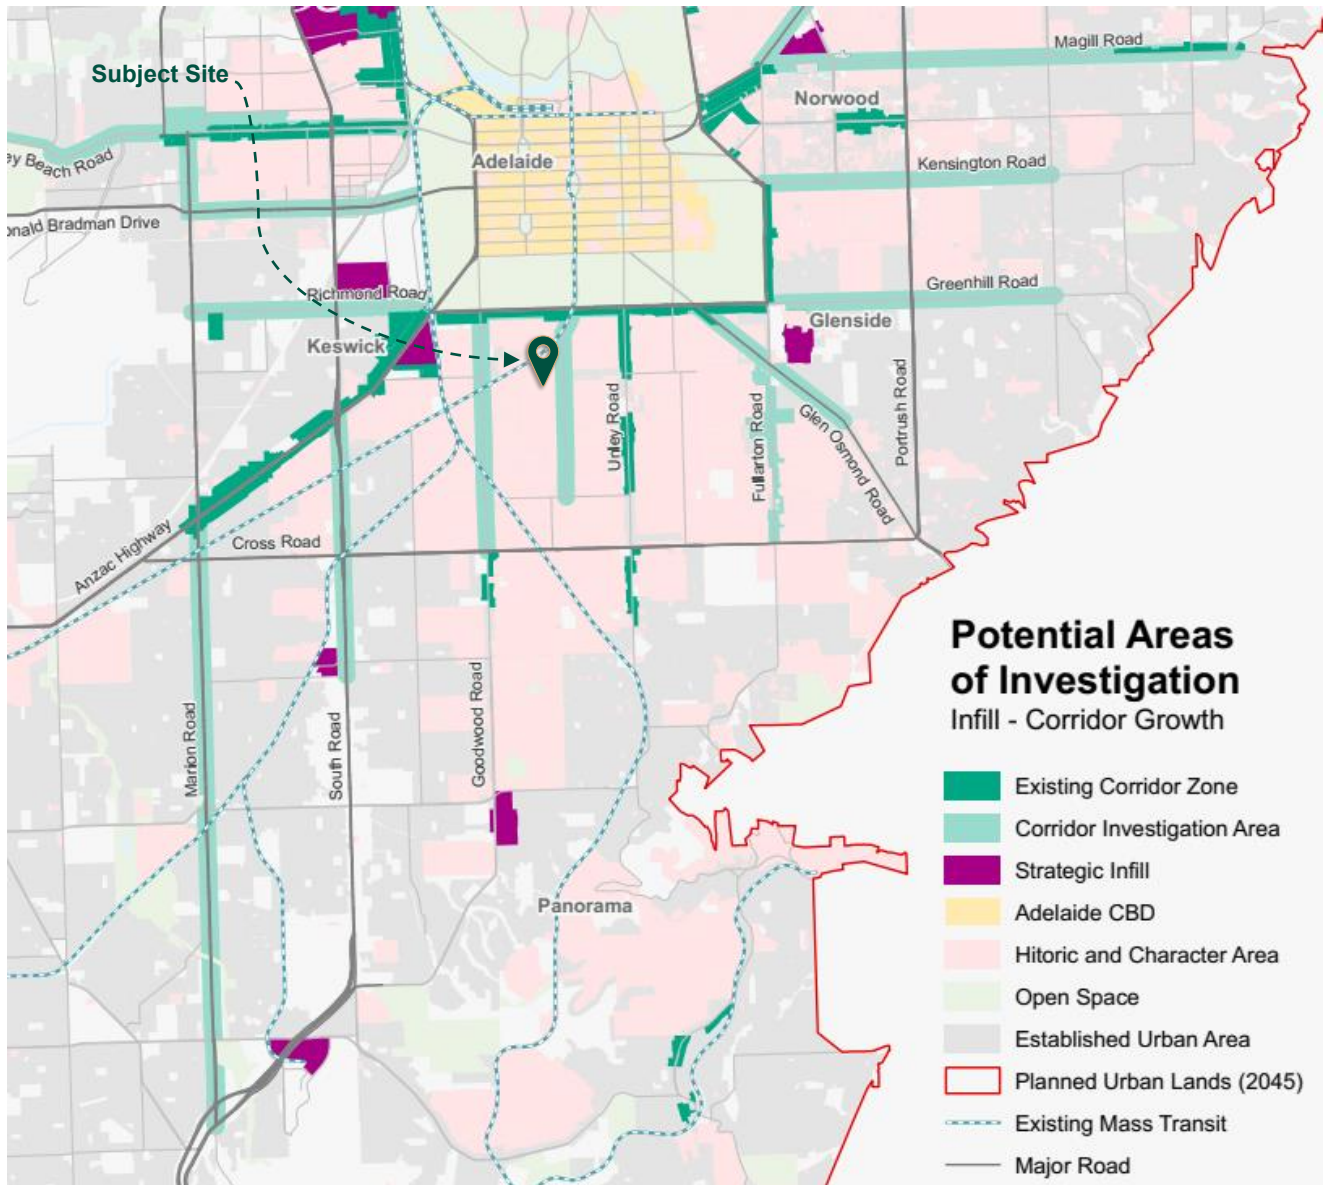 Magill Road
Subject Site
Norwood
ey Beach Road
Adelaide
Kensington Road
onald Bradman Drive
Greenhill Road
Richmond Road
Glenside
Keswick
Portrush Road
Unley Road
Fullarton Road
Glen Osmond Road
Anzac Highway
Cross Road
Potential Areas
of Investigation
Infill - Corridor Growth
Marion Road
South Road
Goodwood Road
Panorama
Existing Corridor Zone
Corridor Investigation Area
Strategic Infill
Adelaide CBD
Hitoric and Character Area
Open Space
Established Urban Area
Planned Urban Lands (2045)
Existing Mass Transit
Major Road